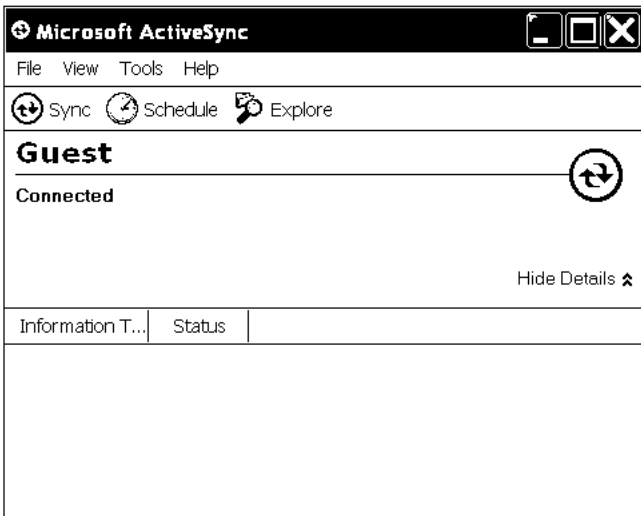 Microsoft ActiveSync
File View Tools Help
Sync Schedule Explore
Guest
Connected
Hide Details
Information T... Status